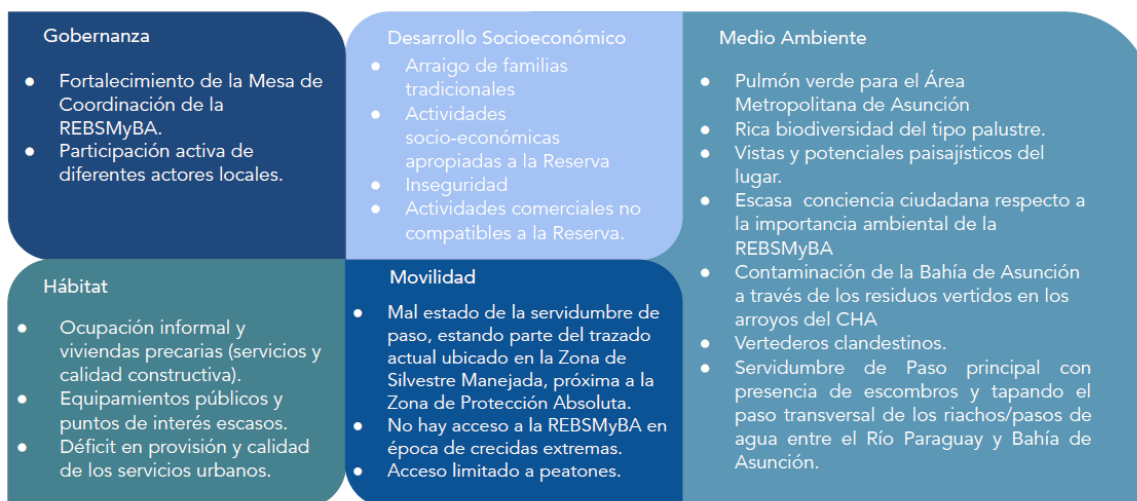 Gobernanza
● Fortalecimiento de la Mesa de
Coordinación de la
REBSMyBA.
● Participación activa de
diferentes actores locales.
Desarrollo Socioeconómico
● Arraigo de familias
tradicionales
● Actividades
socio-económicas
apropiadas a la Reserva
● Inseguridad
● Actividades comerciales no
compatibles a la Reserva.
Medio Ambiente
● Pulmón verde para el Área
Metropolitana de Asunción
● Rica biodiversidad del tipo palustre.
● Vistas y potenciales paisajísticos del
lugar.
● Escasa conciencia ciudadana respecto a
la importancia ambiental de la
REBSMyBA
● Contaminación de la Bahía de Asunción
a través de los residuos vertidos en los
arroyos del CHA
● Vertederos clandestinos.
● Servidumbre de Paso principal con
presencia de escombros y tapando el
paso transversal de los riachos/pasos de
agua entre el Río Paraguay y Bahía de
Asunción.
Hábitat
● Ocupación informal y
viviendas precarias (servicios y
calidad constructiva).
● Equipamientos públicos y
puntos de interés escasos.
● Déficit en provisión y calidad
de los servicios urbanos.
Movilidad
● Mal estado de la servidumbre de
paso, estando parte del trazado
actual ubicado en la Zona de
Silvestre Manejada, próxima a la
Zona de Protección Absoluta.
● No hay acceso a la REBSMyBA en
época de crecidas extremas.
● Acceso limitado a peatones.